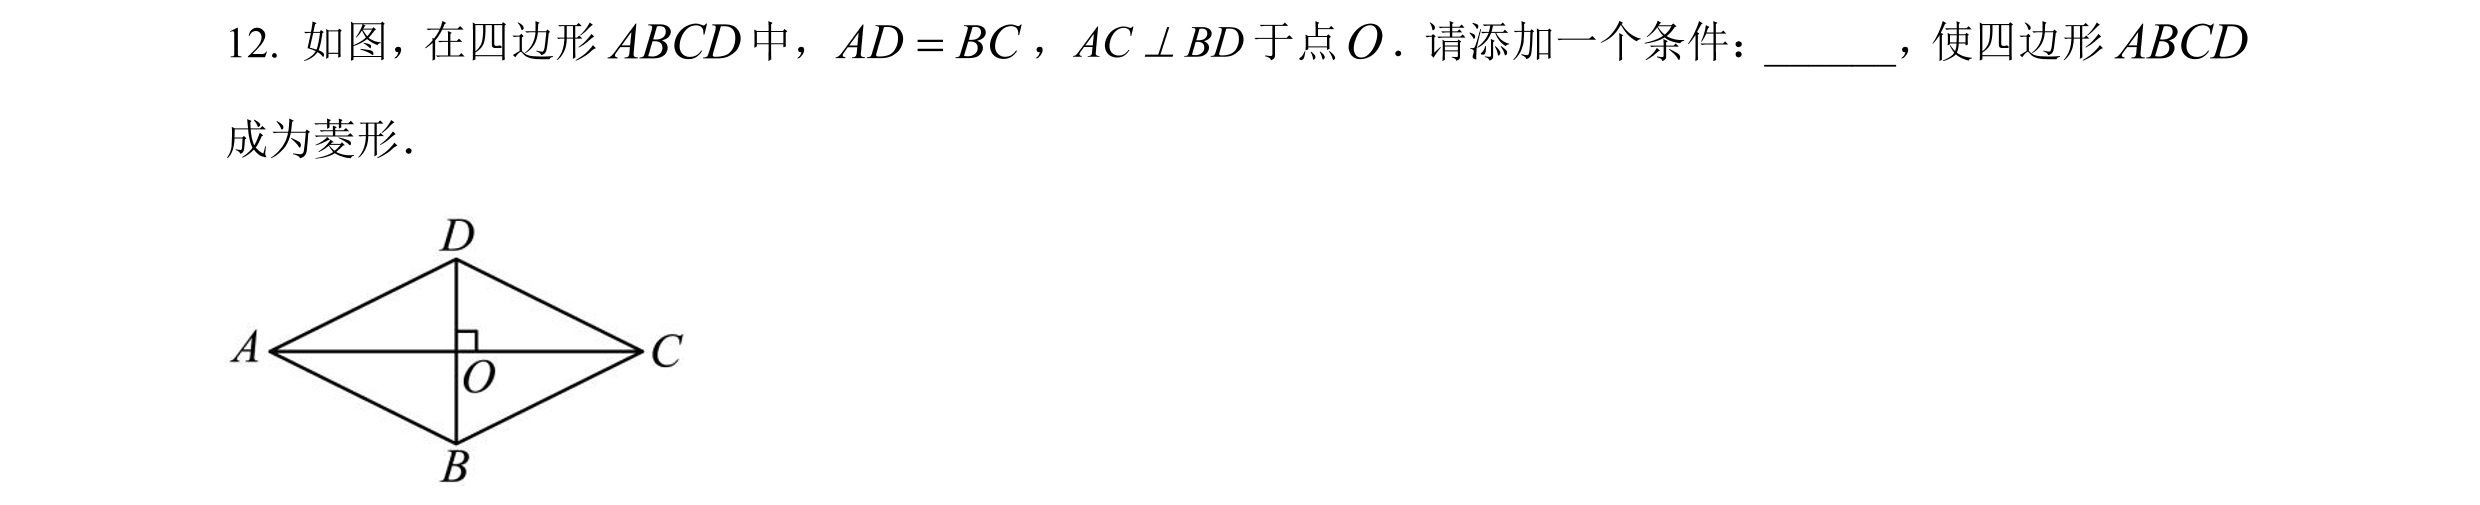 12. 如图，在四边形 ABCD 中，AD = BC，AC ⊥ BD 于点 O．请添加一个条件：______，使四边形 ABCD
成为菱形．
D
A
C
O
B